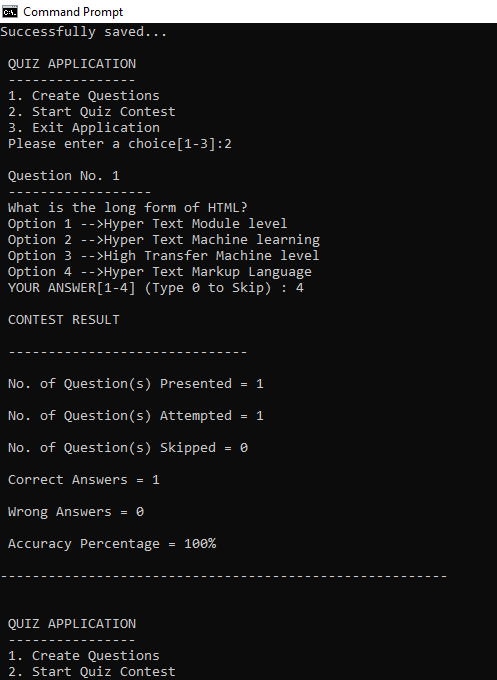 C:\. Command Prompt
Successfully saved...
QUIZ APPLICATION
----------------
1. Create Questions
2. Start Quiz Contest
3. Exit Application
Please enter a choice[1-3]:2
Question No. 1
------------------
What is the long form of HTML?
Option 1 -->Hyper Text Module level
Option 2 -->Hyper Text Machine learning
Option 3 -->High Transfer Machine level
Option 4 -->Hyper Text Markup Language
YOUR ANSWER[1-4] (Type 0 to Skip) : 4
CONTEST RESULT
------------------------------
No. of Question(s) Presented = 1
No. of Question(s) Attempted = 1
No. of Question(s) Skipped = 0
Correct Answers = 1
Wrong Answers = 0
Accuracy Percentage = 100%
--------------------------------------------------------
QUIZ APPLICATION
----------------
1. Create Questions
2. Start Quiz Contest